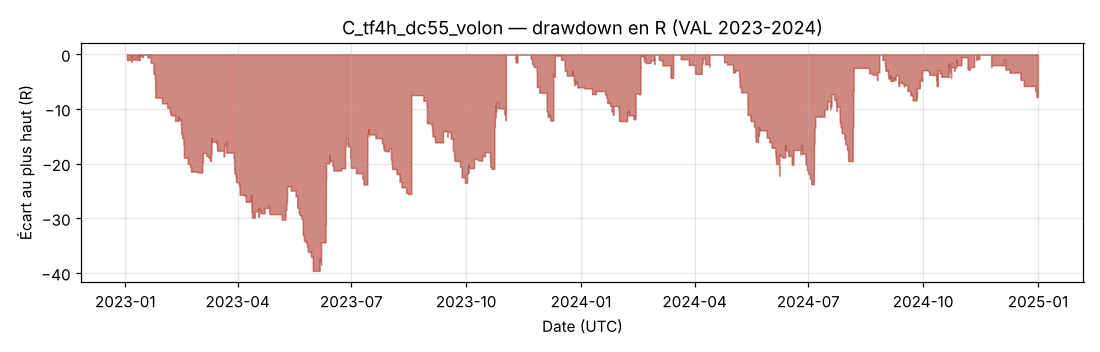 C_tf4h_dc55_volon — drawdown en R (VAL 2023-2024)
Écart au plus haut (R)
0
−10
−20
−30
−40
2023-01 2023-04 2023-07 2023-10 2024-01 2024-04 2024-07 2024-10 2025-01
Date (UTC)